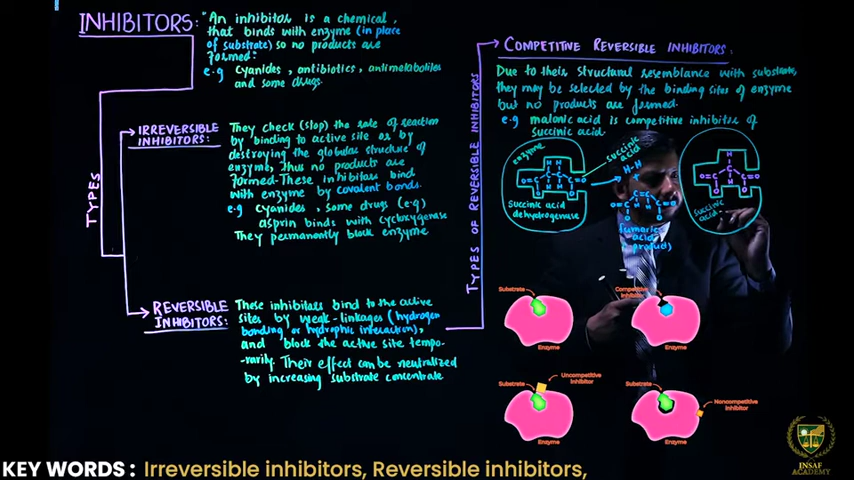 INHIBITORS:
"An inhibitor is a chemical,
that binds with enzyme (in place
of substrate) so no products are
formed."
e.g cyanides, antibiotics, antimetabolites
and some drugs.
TYPES
IRREVERSIBLE
INHIBITORS:
They check (stop) the rate of reaction
by binding to active site or by
destroying the globular structure of
enzyme, thus no products are
formed. These inhibitors bind
with enzyme by covalent bonds.
e.g cyanides, some drugs (e.g)
asprin binds with cycloxygenase
They permanently block enzyme
REVERSIBLE
INHIBITORS:
These inhibitors bind to the active
sites by weak-linkages (hydrogen
bonding or hydrophic interaction),
and block the active site tempo-
-rarily. Their effect can be neutralized
by increasing substrate concentrate
TYPES OF REVERSIBLE INHIBITORS
COMPETITIVE REVERSIBLE INHIBITORS:
Due to their structural resemblance with substrate,
they may be selected by the binding sites of enzyme
but no products are formed.
e.g malonic acid is competitive inhibitor of
succinic acid.
enzyme
succinic
acid
H-H
+
Succinic acid
dehydrogenase
fumaric
acid
(product)
succinic
acid
Substrate
Enzyme
Competitive
inhibitor
Enzyme
Substrate
Uncompetitive
inhibitor
Enzyme
Substrate
Noncompetitive
inhibitor
Enzyme
INSAF
ACADEMY
KEY WORDS : Irreversible inhibitors, Reversible inhibitors,